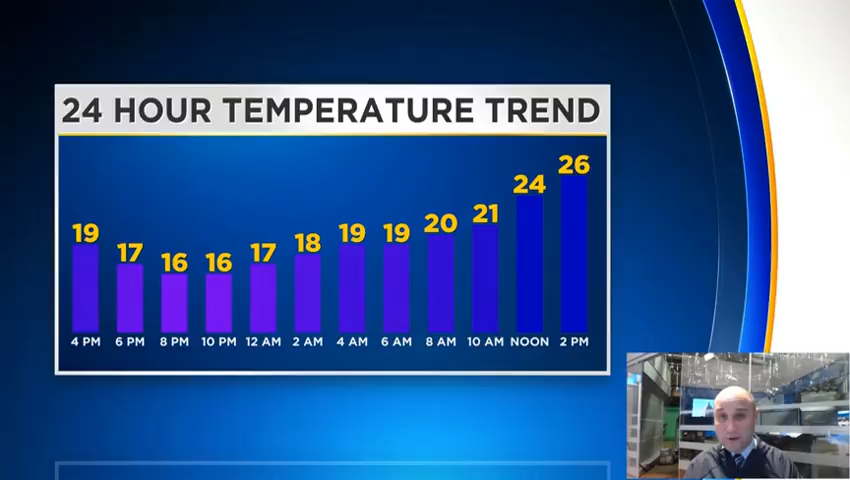 24 HOUR TEMPERATURE TREND
19 17 16 16 17 18 19 19 20 21 24 26
4 PM 6 PM 8 PM 10 PM 12 AM 2 AM 4 AM 6 AM 8 AM 10 AM NOON 2 PM